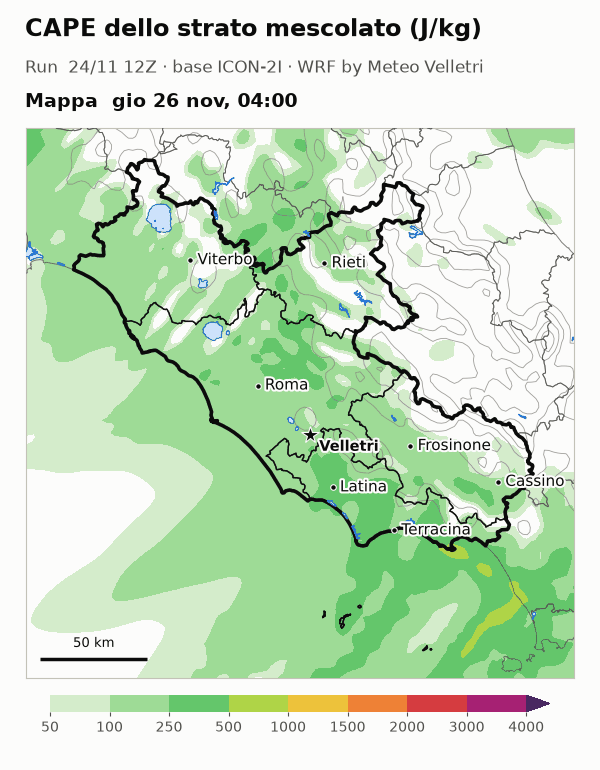 CAPE dello strato mescolato (J/kg)
Run  24/11 12Z · base ICON-2I · WRF by Meteo Velletri
Mappa  gio 26 nov, 04:00
Viterbo
Rieti
Roma
Velletri
Frosinone
Latina
Cassino
Terracina
50 km
50 100 250 500 1000 1500 2000 3000 4000